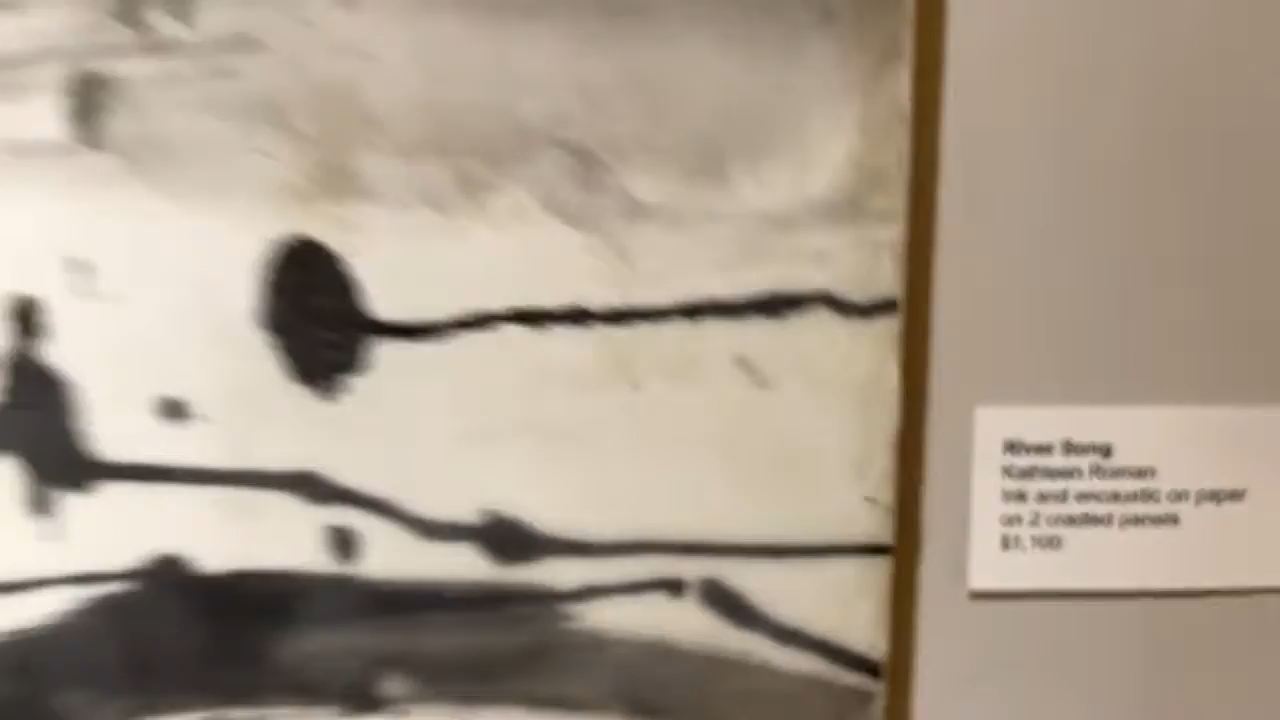 River Song
Kathleen Roman
Ink and encaustic on paper
on 2 cradled panels
$1,100